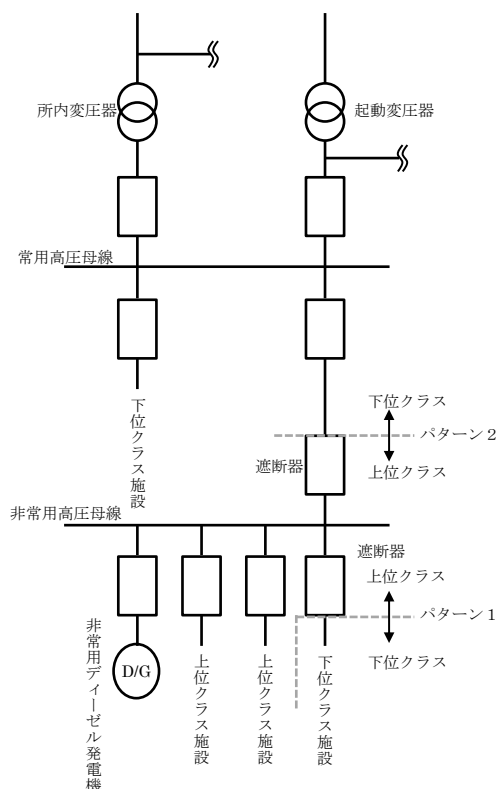 所内変圧器
起動変圧器
常用高圧母線
下位クラス施設
下位クラス
パターン2
遮断器
上位クラス
非常用高圧母線
遮断器
上位クラス
パターン1
下位クラス
非常用ディーゼル発電機
D/G
上位クラス施設
上位クラス施設
下位クラス施設